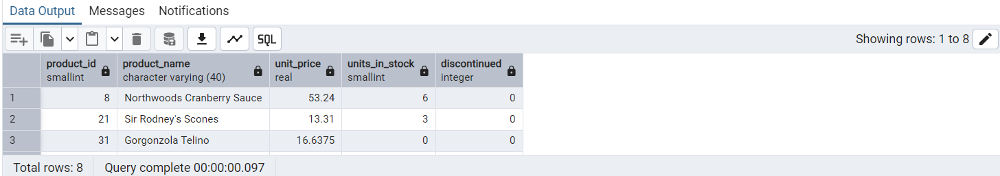 Data Output Messages Notifications
SQL Showing rows: 1 to 8
product_id product_name unit_price units_in_stock discontinued
smallint character varying (40) real smallint integer
1 8 Northwoods Cranberry Sauce 53.24 6 0
2 21 Sir Rodney's Scones 13.31 3 0
3 31 Gorgonzola Telino 16.6375 0 0
Total rows: 8 Query complete 00:00:00.097